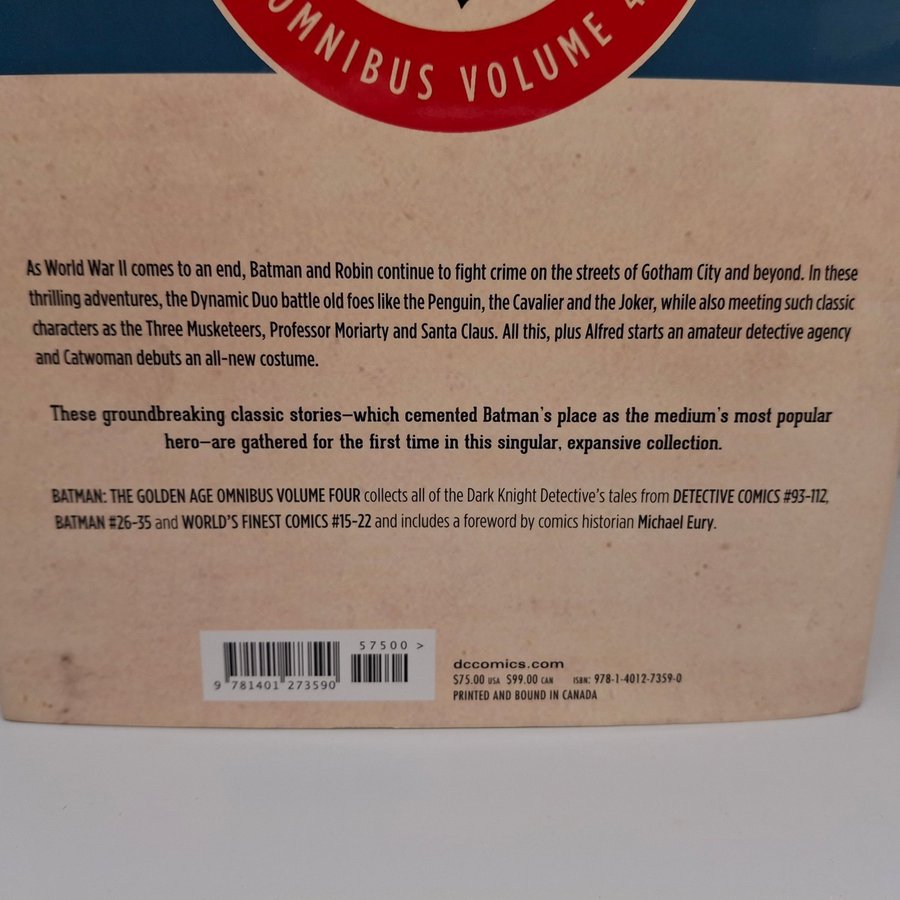 OMNIBUS VOLUME 4
As World War II comes to an end, Batman and Robin continue to fight crime on the streets of Gotham City and beyond. In these
thrilling adventures, the Dynamic Duo battle old foes like the Penguin, the Cavalier and the Joker, while also meeting such classic
characters as the Three Musketeers, Professor Moriarty and Santa Claus. All this, plus Alfred starts an amateur detective agency
and Catwoman debuts an all-new costume.
These groundbreaking classic stories—which cemented Batman's place as the medium's most popular
hero—are gathered for the first time in this singular, expansive collection.
BATMAN: THE GOLDEN AGE OMNIBUS VOLUME FOUR collects all of the Dark Knight Detective's tales from DETECTIVE COMICS #93-112,
BATMAN #26-35 and WORLD'S FINEST COMICS #15-22 and includes a foreword by comics historian Michael Eury.
57500 >
9 781401 273590
dccomics.com
$75.00 USA $99.00 CAN ISBN: 978-1-4012-7359-0
PRINTED AND BOUND IN CANADA